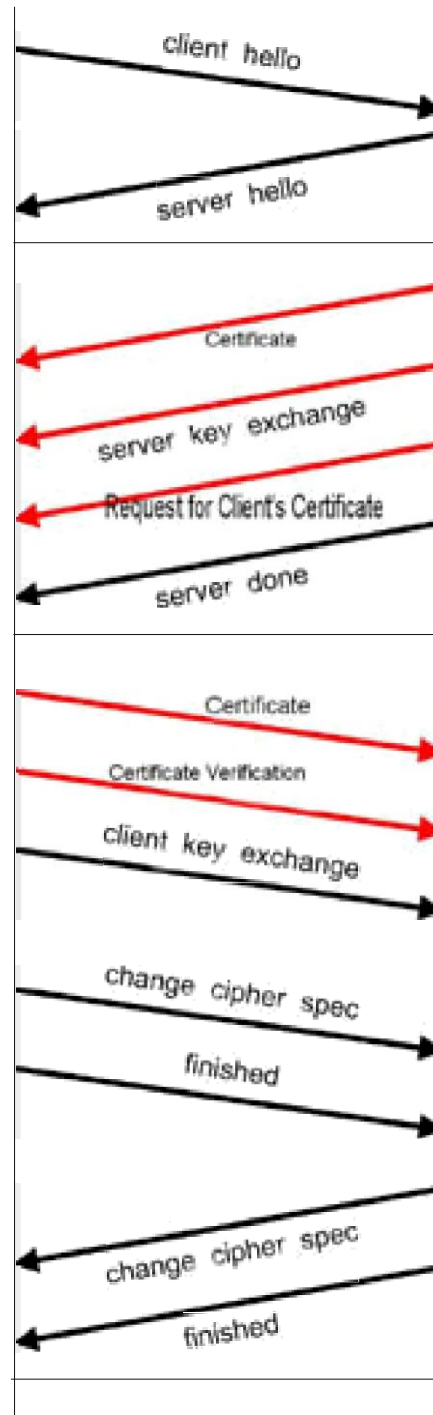 client hello
server hello
Certificate
server key exchange
Request for Client's Certificate
server done
Certificate
Certificate Verification
client key exchange
change cipher spec
finished
change cipher spec
finished